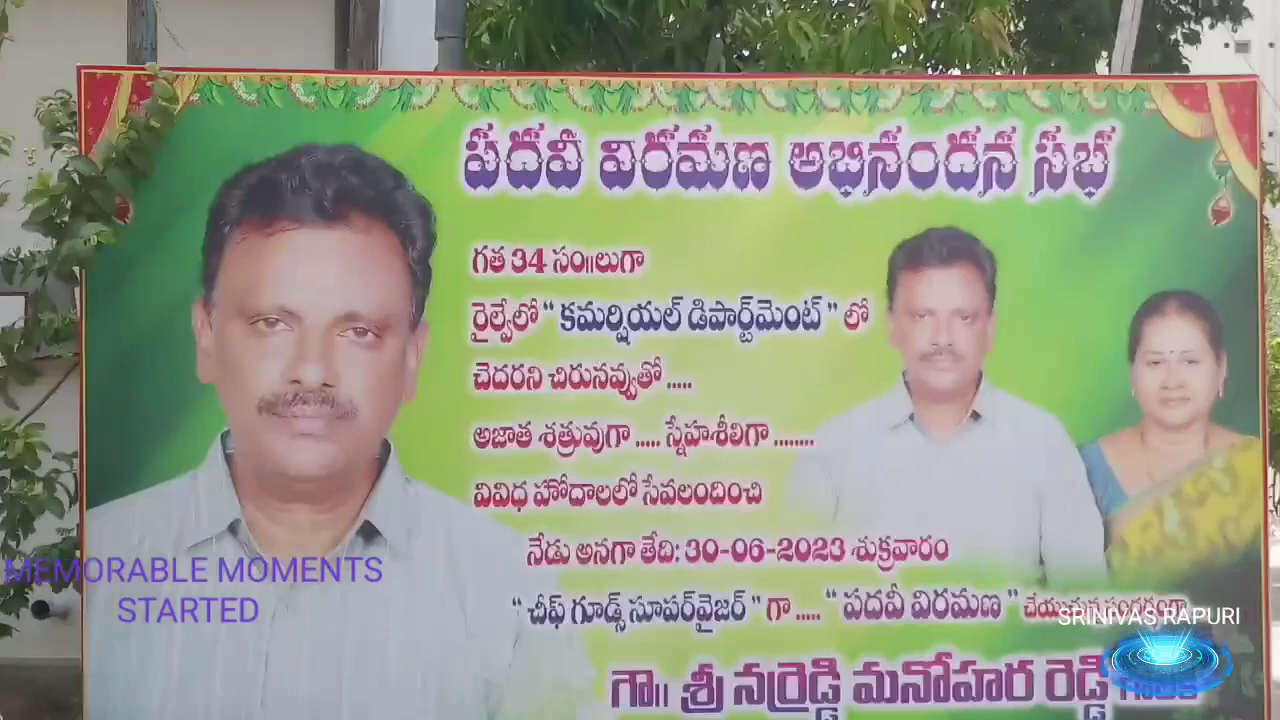 పదవీ విరమణ అభినందన సభ
గత 34 సం॥లుగా
రైల్వేలో " కమర్షియల్ డిపార్ట్‌మెంట్ " లో
చెదరని చిరునవ్వుతో .....
అజాత శత్రువుగా ..... స్నేహశీలిగా ........
వివిధ హోదాలలో సేవలందించి
నేడు అనగా తేది: 30-06-2023 శుక్రవారం
" చీఫ్ గూడ్స్ సూపర్‌వైజర్ " గా ..... " పదవీ విరమణ "
గౌ॥ శ్రీ నర్రెడ్డి మనోహర రెడ్డి
MEMORABLE MOMENTS
STARTED
SRINIVAS RAPURI